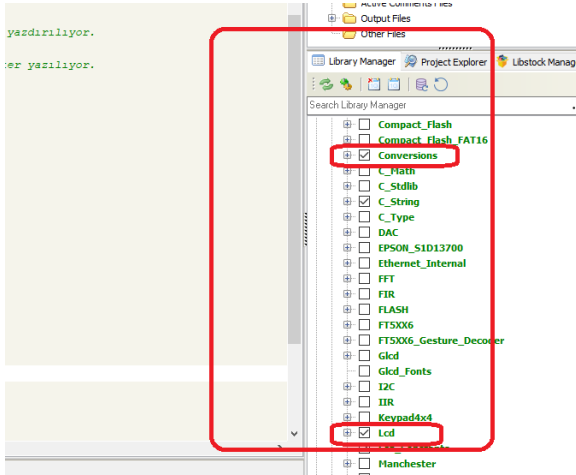 Active Comments Files
Output Files
yazdırılıyor.
Other Files
ter yazılıyor.
Library Manager Project Explorer Libstock Manag
Search Library Manager
Compact_Flash
Compact_Flash_FAT16
Conversions
C_Math
C_Stdlib
C_String
C_Type
DAC
EPSON_S1D13700
Ethernet_Internal
FFT
FIR
FLASH
FT5XX6
FT5XX6_Gesture_Decoder
Glcd
Glcd_Fonts
I2C
IIR
Keypad4x4
Lcd
Manchester